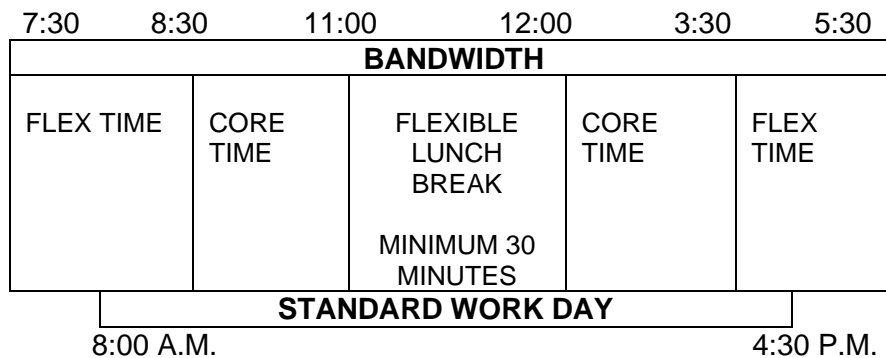 7:30 8:30 11:00 12:00 3:30 5:30
BANDWIDTH
FLEX TIME CORE FLEXIBLE CORE FLEX
TIME LUNCH TIME TIME
BREAK
MINIMUM 30
MINUTES
STANDARD WORK DAY
8:00 A.M. 4:30 P.M.